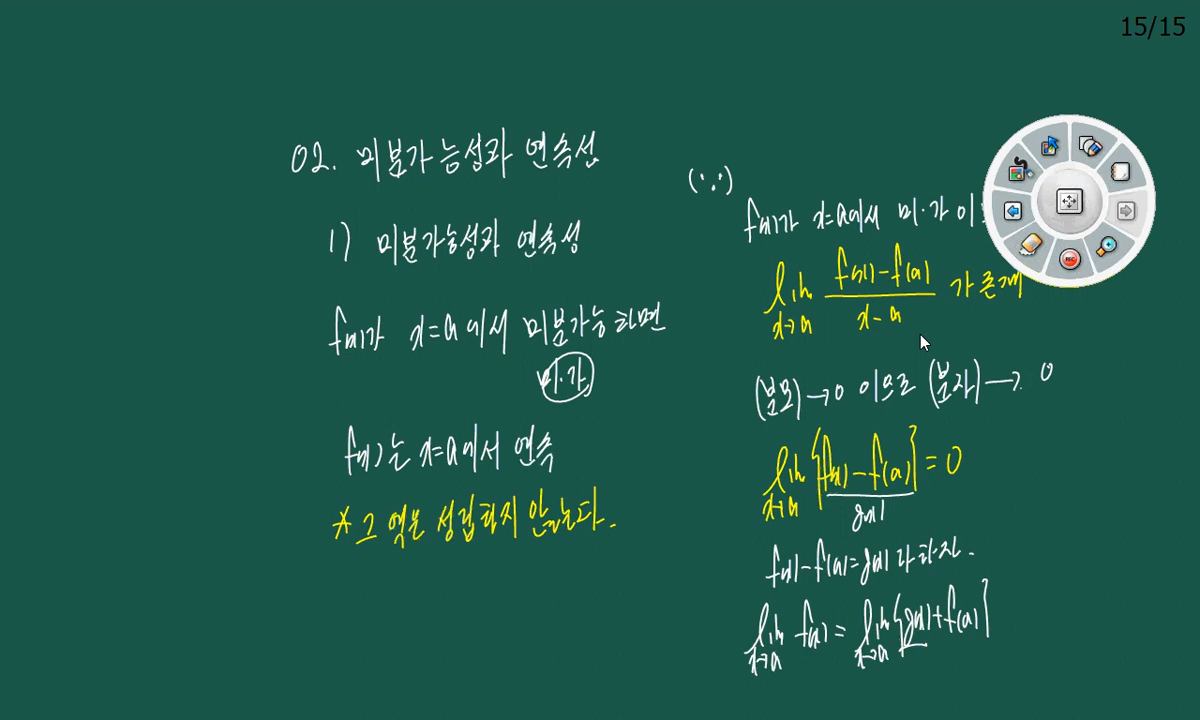 15/15
02. 미분가능성과 연속성
1) 미분가능성과 연속성
f(x)가 x=a에서 미분가능하면
미·가
f(x)는 x=a에서 연속
*그 역은 성립하지 않는다.
(∵)
f(x)가 x=a에서 미·가 이
lim x→a (f(x)-f(a))/(x-a) 가 존재
(분모)→0 이므로 (분자)→0
lim x→a {f(x)-f(a)}=0
g(x)
f(x)-f(a)=g(x)라 하자.
lim x→a f(x)=lim x→a {g(x)+f(a)}
REC